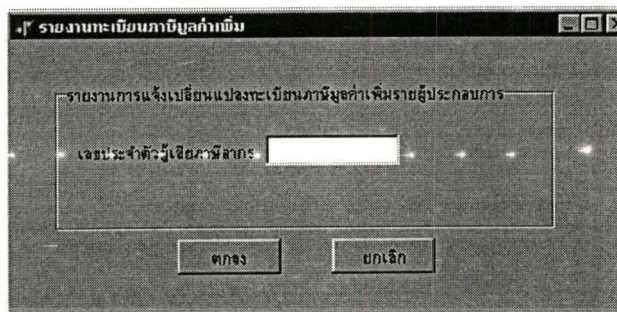 รายงานทะเบียนภาษีมูลค่าเพิ่ม
รายงานการแจ้งเปลี่ยนแปลงทะเบียนภาษีมูลค่าเพิ่มรายผู้ประกอบการ
เลขประจำตัวผู้เสียภาษีอากร
ตกลง
ยกเลิก